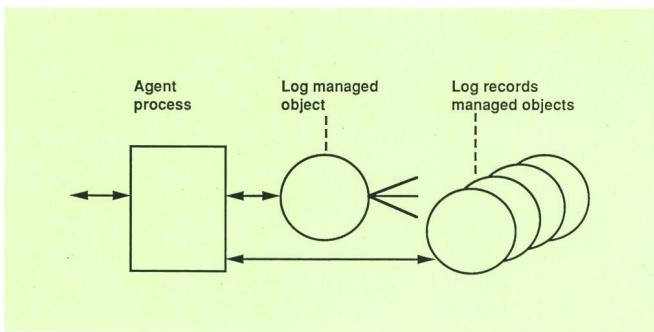 Agent
process
Log managed
object
Log records
managed objects